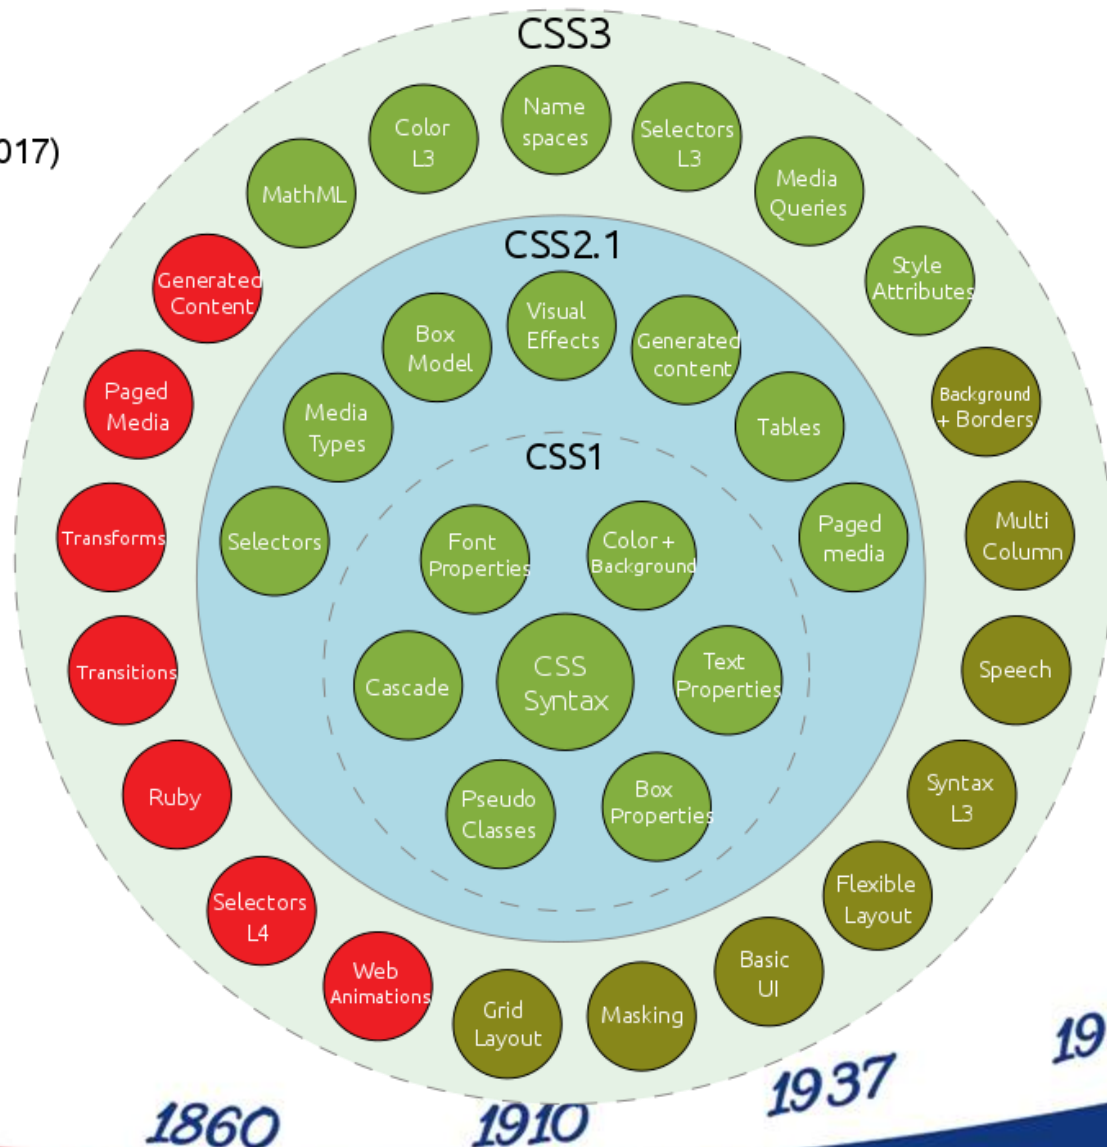 CSS3
017)
Name
spaces
Color
L3
Selectors
L3
MathML
Media
Queries
Generated
Content
Style
Attributes
Paged
Media
Background
+ Borders
Transforms
Multi
Column
Transitions
Speech
Ruby
Syntax
L3
Selectors
L4
Flexible
Layout
Web
Animations
Basic
UI
Grid
Layout
Masking
CSS2.1
Visual
Effects
Box
Model
Generated
content
Media
Types
Tables
Selectors
Paged
media
CSS1
Font
Properties
Color +
Background
Cascade
CSS
Syntax
Text
Properties
Pseudo
Classes
Box
Properties
1860
1910
1937
19